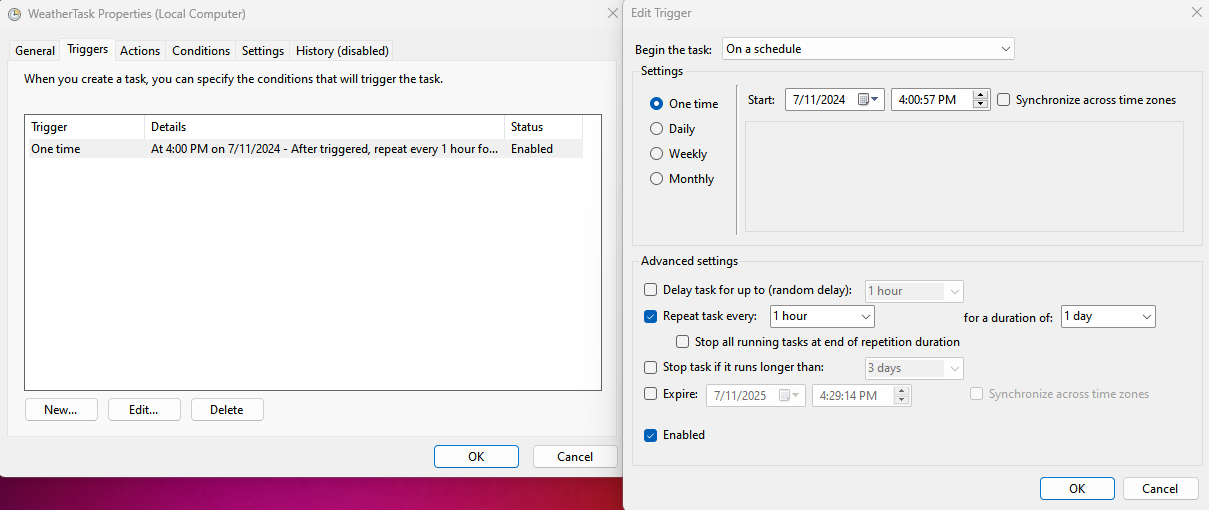 WeatherTask Properties (Local Computer)
General Triggers Actions Conditions Settings History (disabled)
When you create a task, you can specify the conditions that will trigger the task.
Trigger Details Status
One time At 4:00 PM on 7/11/2024 - After triggered, repeat every 1 hour fo... Enabled
New... Edit... Delete
OK Cancel
Edit Trigger
Begin the task: On a schedule
Settings
One time Start: 7/11/2024 4:00:57 PM Synchronize across time zones
Daily
Weekly
Monthly
Advanced settings
Delay task for up to (random delay): 1 hour
Repeat task every: 1 hour for a duration of: 1 day
Stop all running tasks at end of repetition duration
Stop task if it runs longer than: 3 days
Expire: 7/11/2025 4:29:14 PM Synchronize across time zones
Enabled
OK Cancel